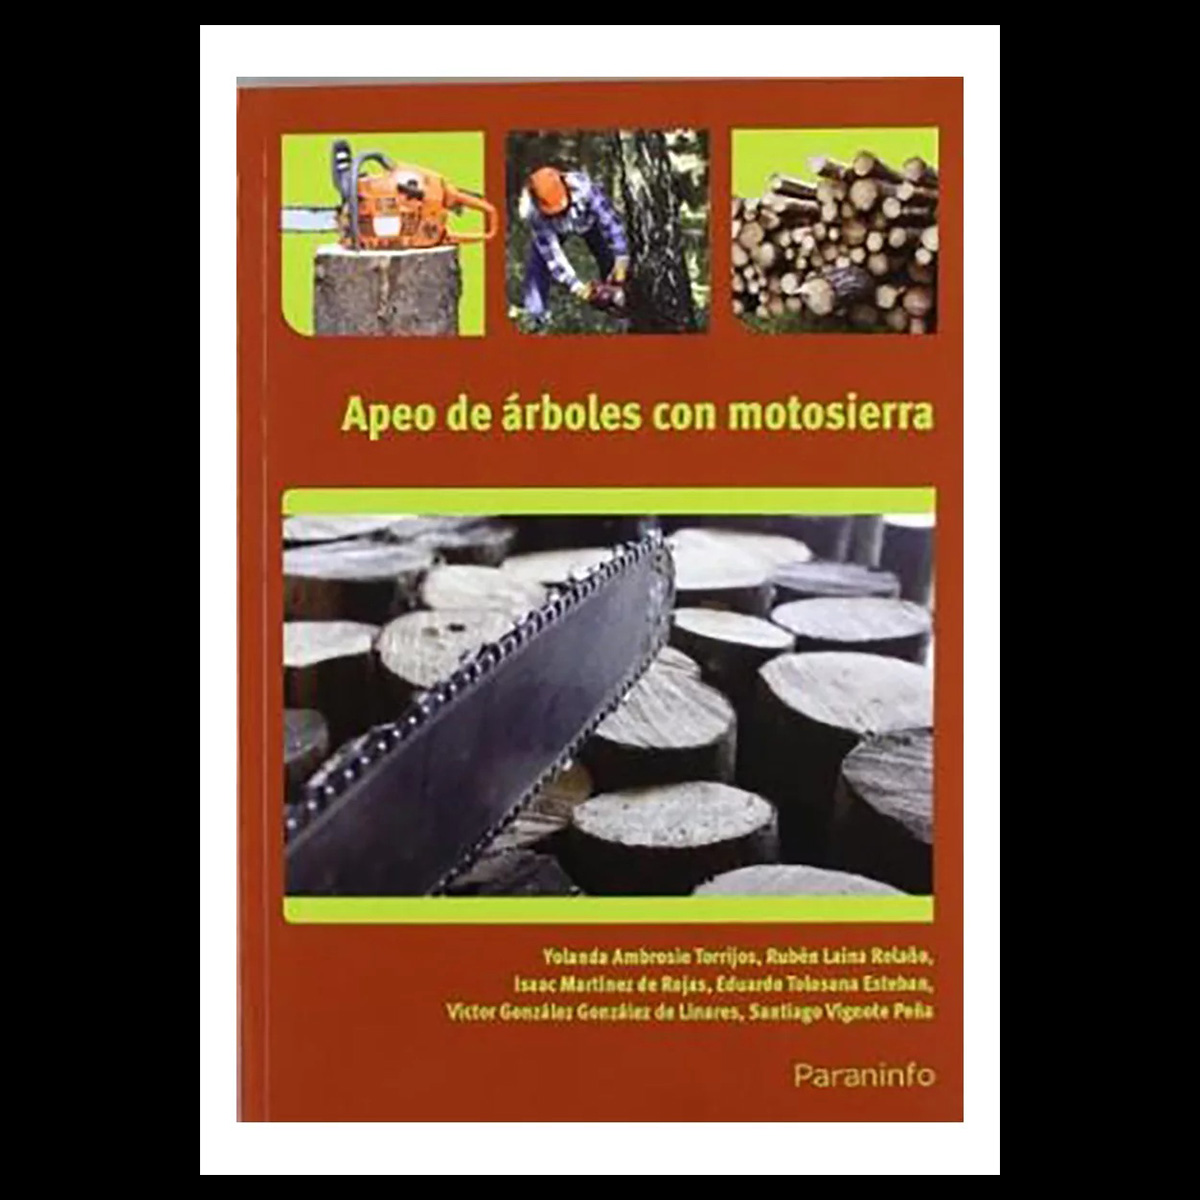 Apeo de árboles con motosierra
Yolanda Ambrosio Torrijos, Rubén Laina Relaño,
Isaac Martínez de Rojas, Eduardo Tolosana Esteban,
Víctor González González de Linares, Santiago Vignote Peña
Paraninfo